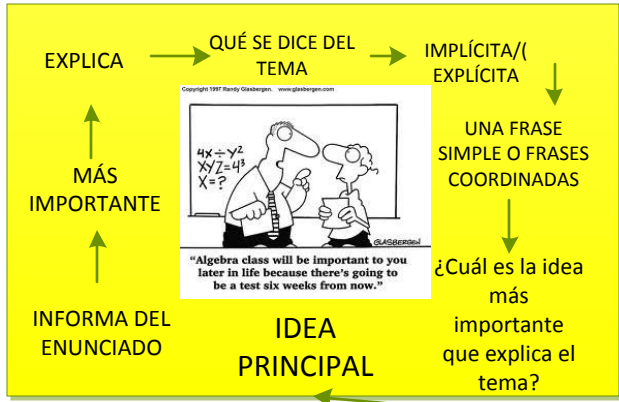 EXPLICA
QUÉ SE DICE DEL
TEMA
IMPLÍCITA/(
EXPLÍCITA
UNA FRASE
SIMPLE O FRASES
COORDINADAS
¿Cuál es la idea
más
importante
que explica el
tema?
MÁS
IMPORTANTE
INFORMA DEL
ENUNCIADO
Copyright 1997 Randy Glasbergen. www.glasbergen.com
4X÷Y²
XYZ=4³
X=?
GLASBERGEN
"Algebra class will be important to you
later in life because there's going to
be a test six weeks from now."
IDEA
PRINCIPAL